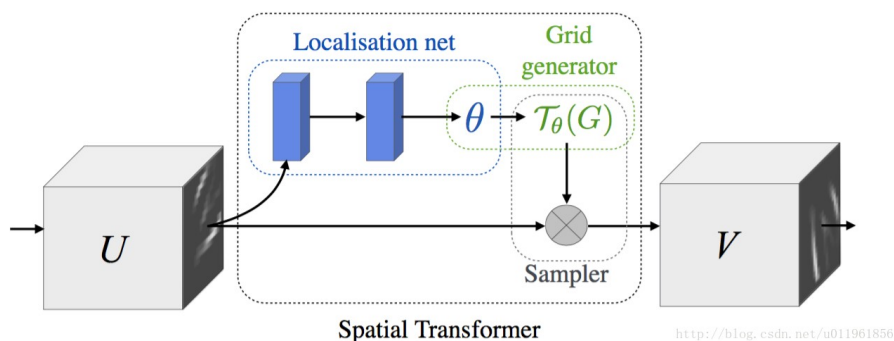 Localisation net
Grid
generator
θ
𝒯θ(G)
U
V
Sampler
Spatial Transformer
http://blog.csdn.net/u011961856